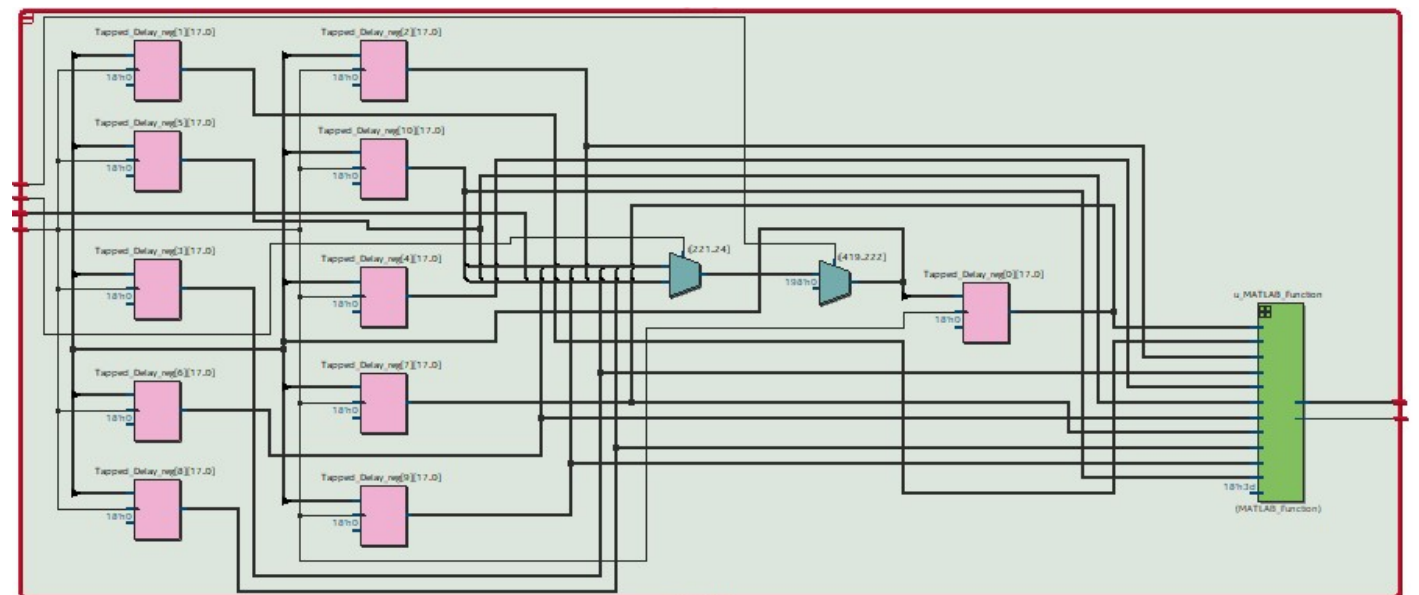 Tapped_Delay_reg[1][17.0]
18'h0
Tapped_Delay_reg[2][17.0]
18'h0
Tapped_Delay_reg[5][17.0]
18'h0
Tapped_Delay_reg[10][17.0]
18'h0
Tapped_Delay_reg[3][17.0]
18'h0
Tapped_Delay_reg[4][17.0]
18'h0
i(221.24)
i(419.222)
198'h0
Tapped_Delay_reg[0][17.0]
18'h0
u_MATLAB_Function
Tapped_Delay_reg[6][17.0]
18'h0
Tapped_Delay_reg[7][17.0]
18'h0
Tapped_Delay_reg[8][17.0]
18'h0
Tapped_Delay_reg[9][17.0]
18'h0
18'h3d
(MATLAB_Function)